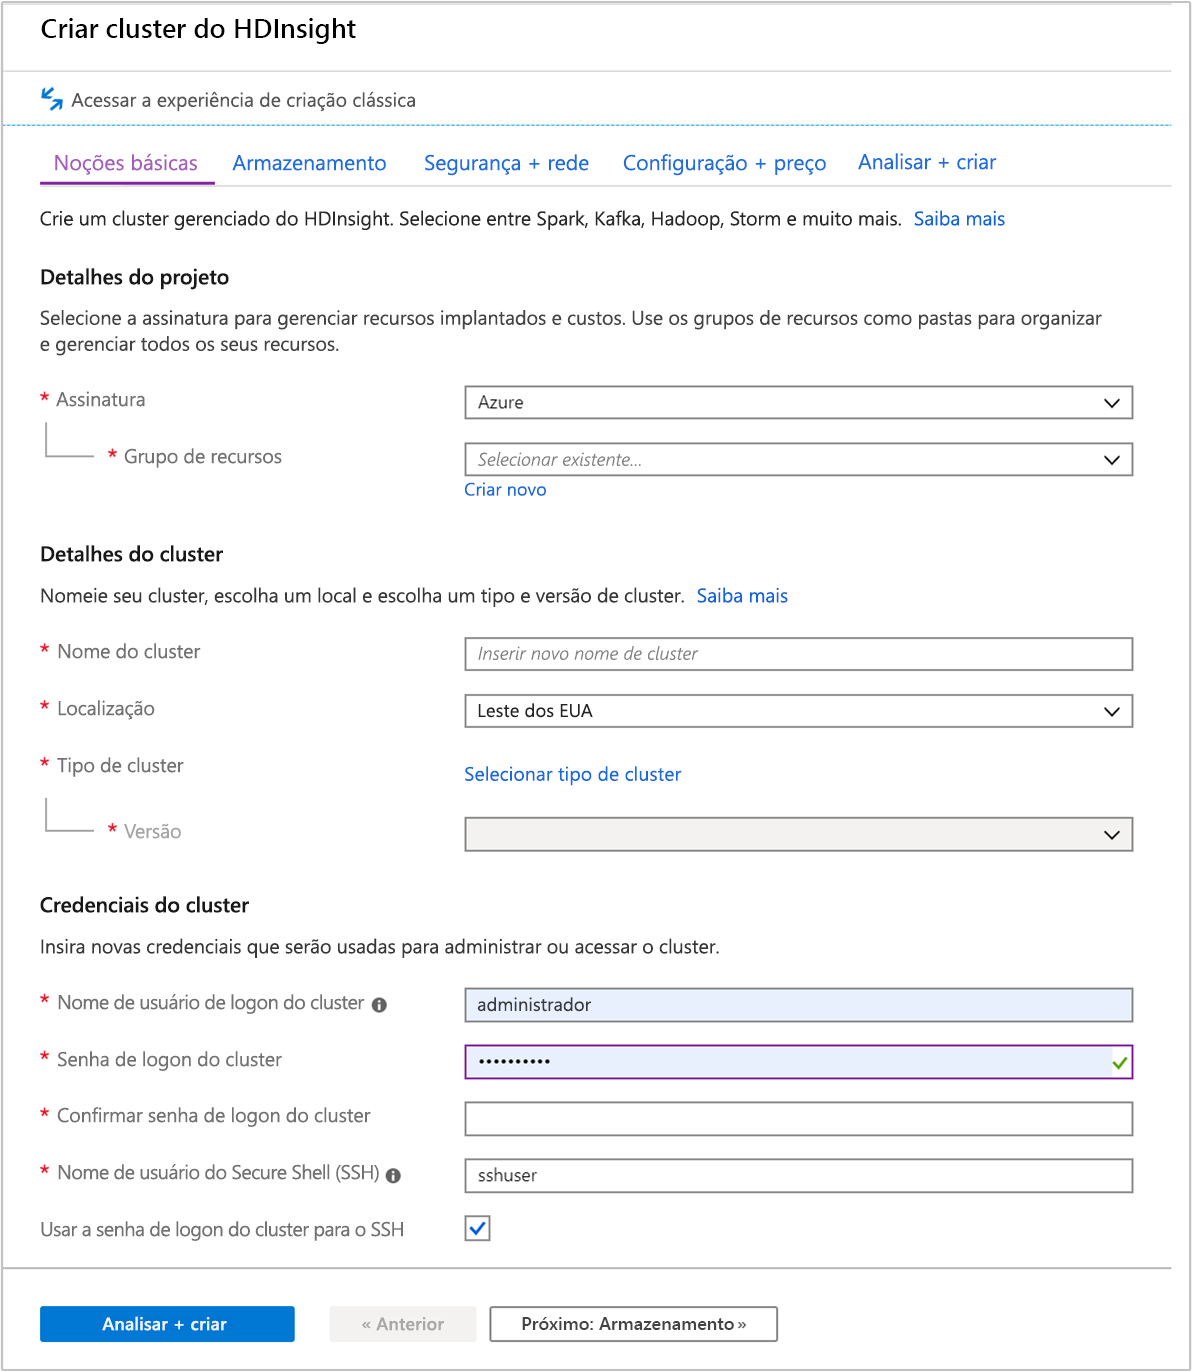 Criar cluster do HDInsight
Acessar a experiência de criação clássica
Noções básicas Armazenamento Segurança + rede Configuração + preço Analisar + criar
Crie um cluster gerenciado do HDInsight. Selecione entre Spark, Kafka, Hadoop, Storm e muito mais. Saiba mais
Detalhes do projeto
Selecione a assinatura para gerenciar recursos implantados e custos. Use os grupos de recursos como pastas para organizar
e gerenciar todos os seus recursos.
* Assinatura Azure
* Grupo de recursos Selecionar existente...
Criar novo
Detalhes do cluster
Nomeie seu cluster, escolha um local e escolha um tipo e versão de cluster. Saiba mais
* Nome do cluster Inserir novo nome de cluster
* Localização Leste dos EUA
* Tipo de cluster Selecionar tipo de cluster
* Versão
Credenciais do cluster
Insira novas credenciais que serão usadas para administrar ou acessar o cluster.
* Nome de usuário de logon do cluster administrador
* Senha de logon do cluster ••••••••••
* Confirmar senha de logon do cluster
* Nome de usuário do Secure Shell (SSH) sshuser
Usar a senha de logon do cluster para o SSH
Analisar + criar « Anterior Próximo: Armazenamento »